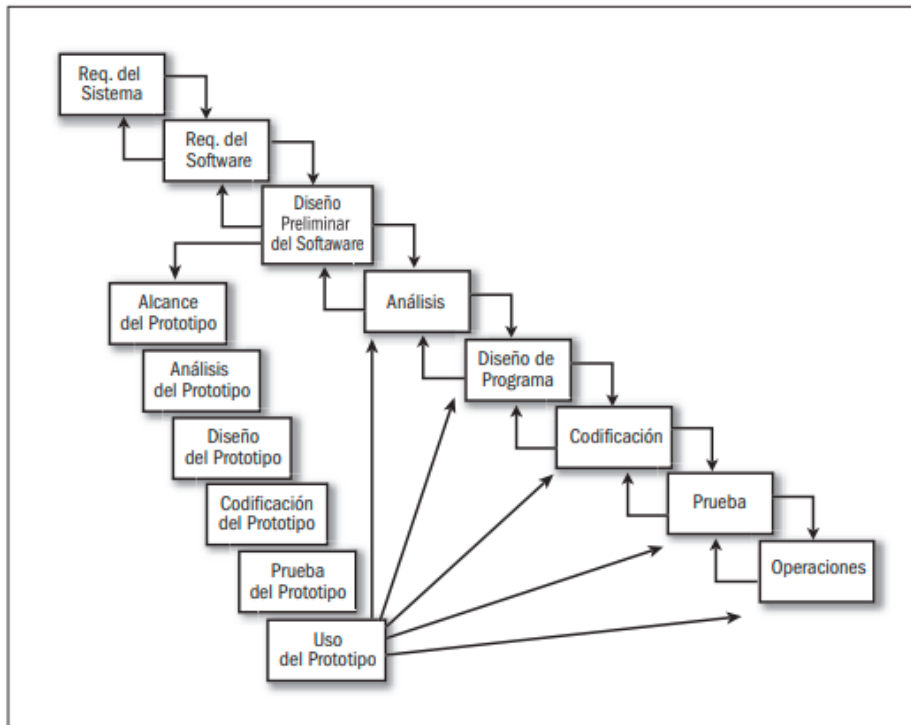 Req. del
Sistema
Req. del
Software
Diseño
Preliminar
del Softaware
Alcance
del Prototipo
Análisis
Análisis
del Prototipo
Diseño de
Programa
Diseño
del Prototipo
Codificación
Codificación
del Prototipo
Prueba
Prueba
del Prototipo
Operaciones
Uso
del Prototipo